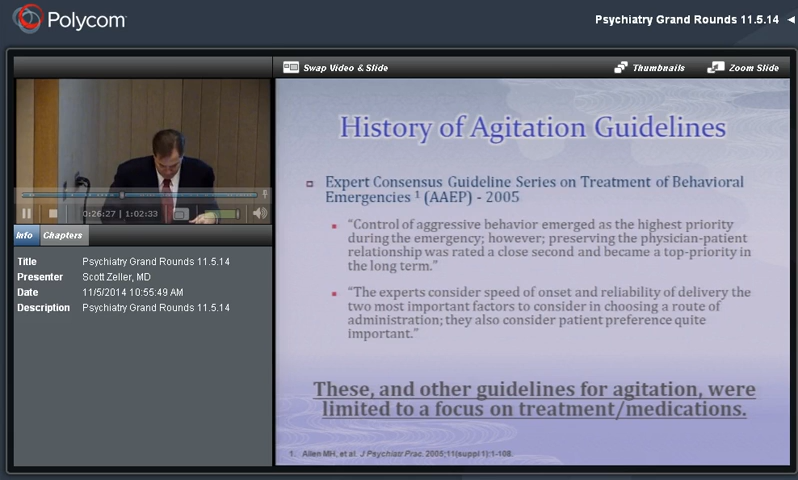 Polycom
Psychiatry Grand Rounds 11.5.14
Swap Video & Slide
Thumbnails
Zoom Slide
0:26:27 | 1:02:33
Info
Chapters
Title Psychiatry Grand Rounds 11.5.14
Presenter Scott Zeller, MD
Date 11/5/2014 10:55:49 AM
Description Psychiatry Grand Rounds 11.5.14
History of Agitation Guidelines
Expert Consensus Guideline Series on Treatment of Behavioral
Emergencies ¹ (AAEP) - 2005
“Control of aggressive behavior emerged as the highest priority
during the emergency; however; preserving the physician-patient
relationship was rated a close second and became a top-priority in
the long term.”
“The experts consider speed of onset and reliability of delivery the
two most important factors to consider in choosing a route of
administration; they also consider patient preference quite
important.”
These, and other guidelines for agitation, were
limited to a focus on treatment/medications.
1. Allen MH, et al. J Psychiatr Prac. 2005;11(suppl 1):1-108.